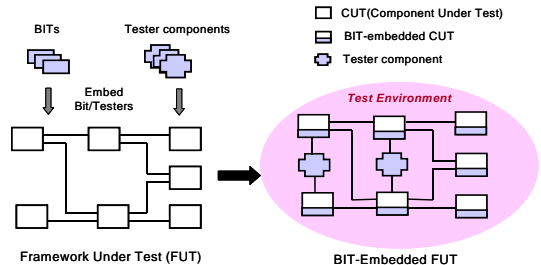 BITs
Tester components
Embed
Bit/Testers
Framework Under Test (FUT)
CUT(Component Under Test)
BIT-embedded CUT
Tester component
Test Environment
BIT-Embedded FUT